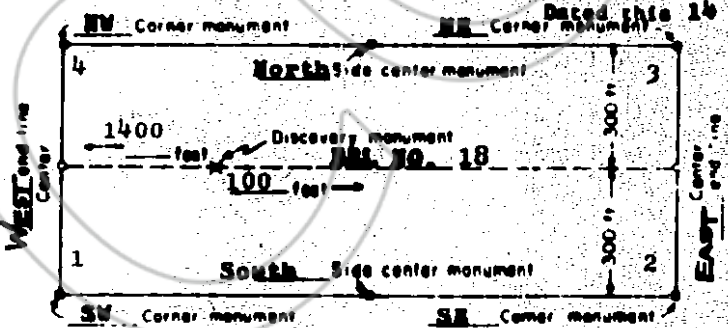 Dated this 14
NW Corner monument NE Corner monument
4 North Side center monument 3
1400 feet Discovery monument 300 ft
WEST end line Center No. 18 Center end line EAST
100 feet
300 ft
1 South Side center monument 2
SW Corner monument SE Corner monument